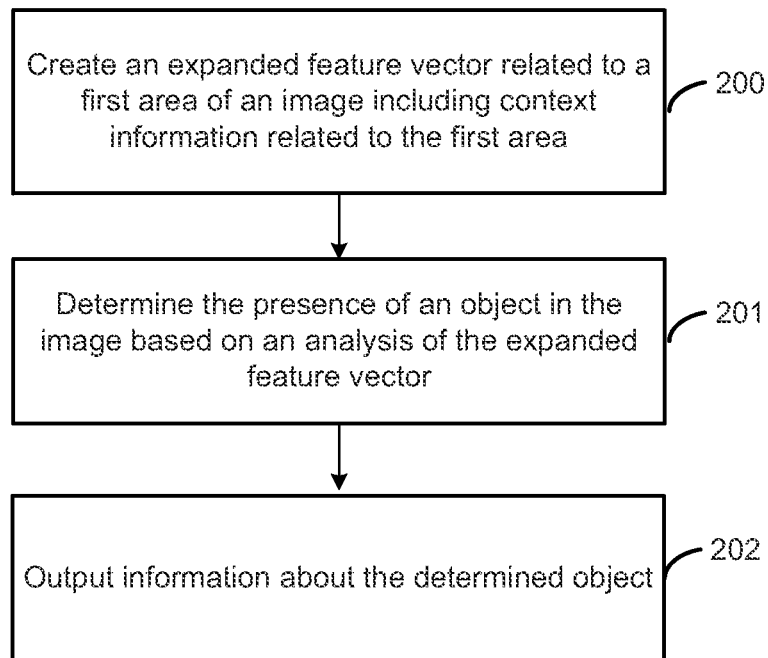 Create an expanded feature vector related to a
first area of an image including context
information related to the first area
200
Determine the presence of an object in the
image based on an analysis of the expanded
feature vector
201
Output information about the determined object
202